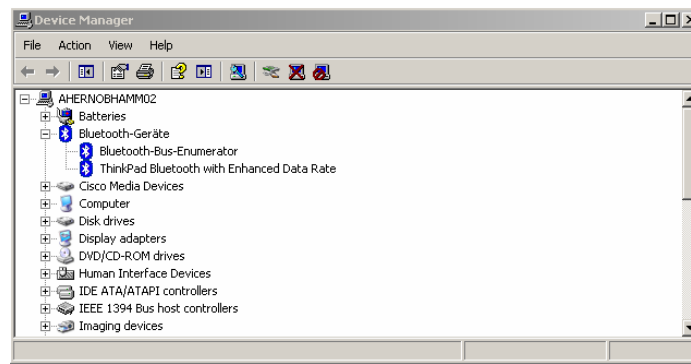 Device Manager
File Action View Help
AHERNOBHAMM02
Batteries
Bluetooth-Geräte
Bluetooth-Bus-Enumerator
ThinkPad Bluetooth with Enhanced Data Rate
Cisco Media Devices
Computer
Disk drives
Display adapters
DVD/CD-ROM drives
Human Interface Devices
IDE ATA/ATAPI controllers
IEEE 1394 Bus host controllers
Imaging devices